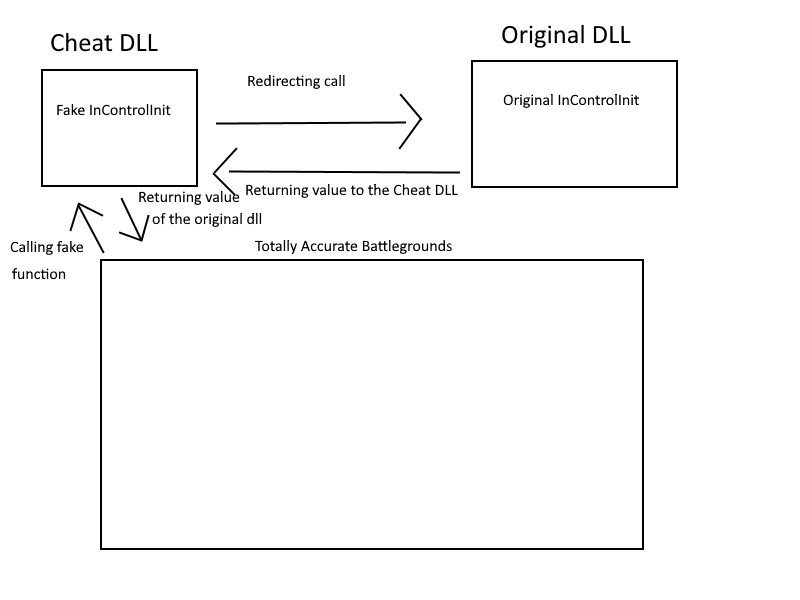 Cheat DLL
Original DLL
Redirecting call
Fake InControlInit
Original InControlInit
Returning value to the Cheat DLL
Returning value
of the original dll
Calling fake
function
Totally Accurate Battlegrounds